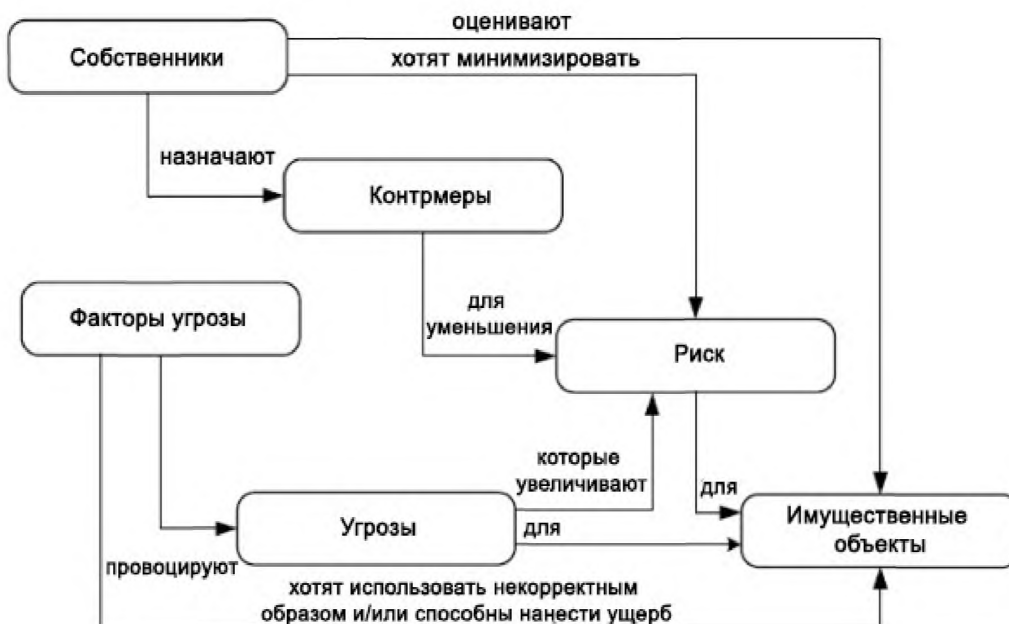 оценивают
Собственники
хотят минимизировать
назначают
Контрмеры
для
уменьшения
Факторы угрозы
Риск
которые
увеличивают
для
Имущественные
объекты
Угрозы
для
провоцируют
хотят использовать некорректным
образом и/или способны нанести ущерб